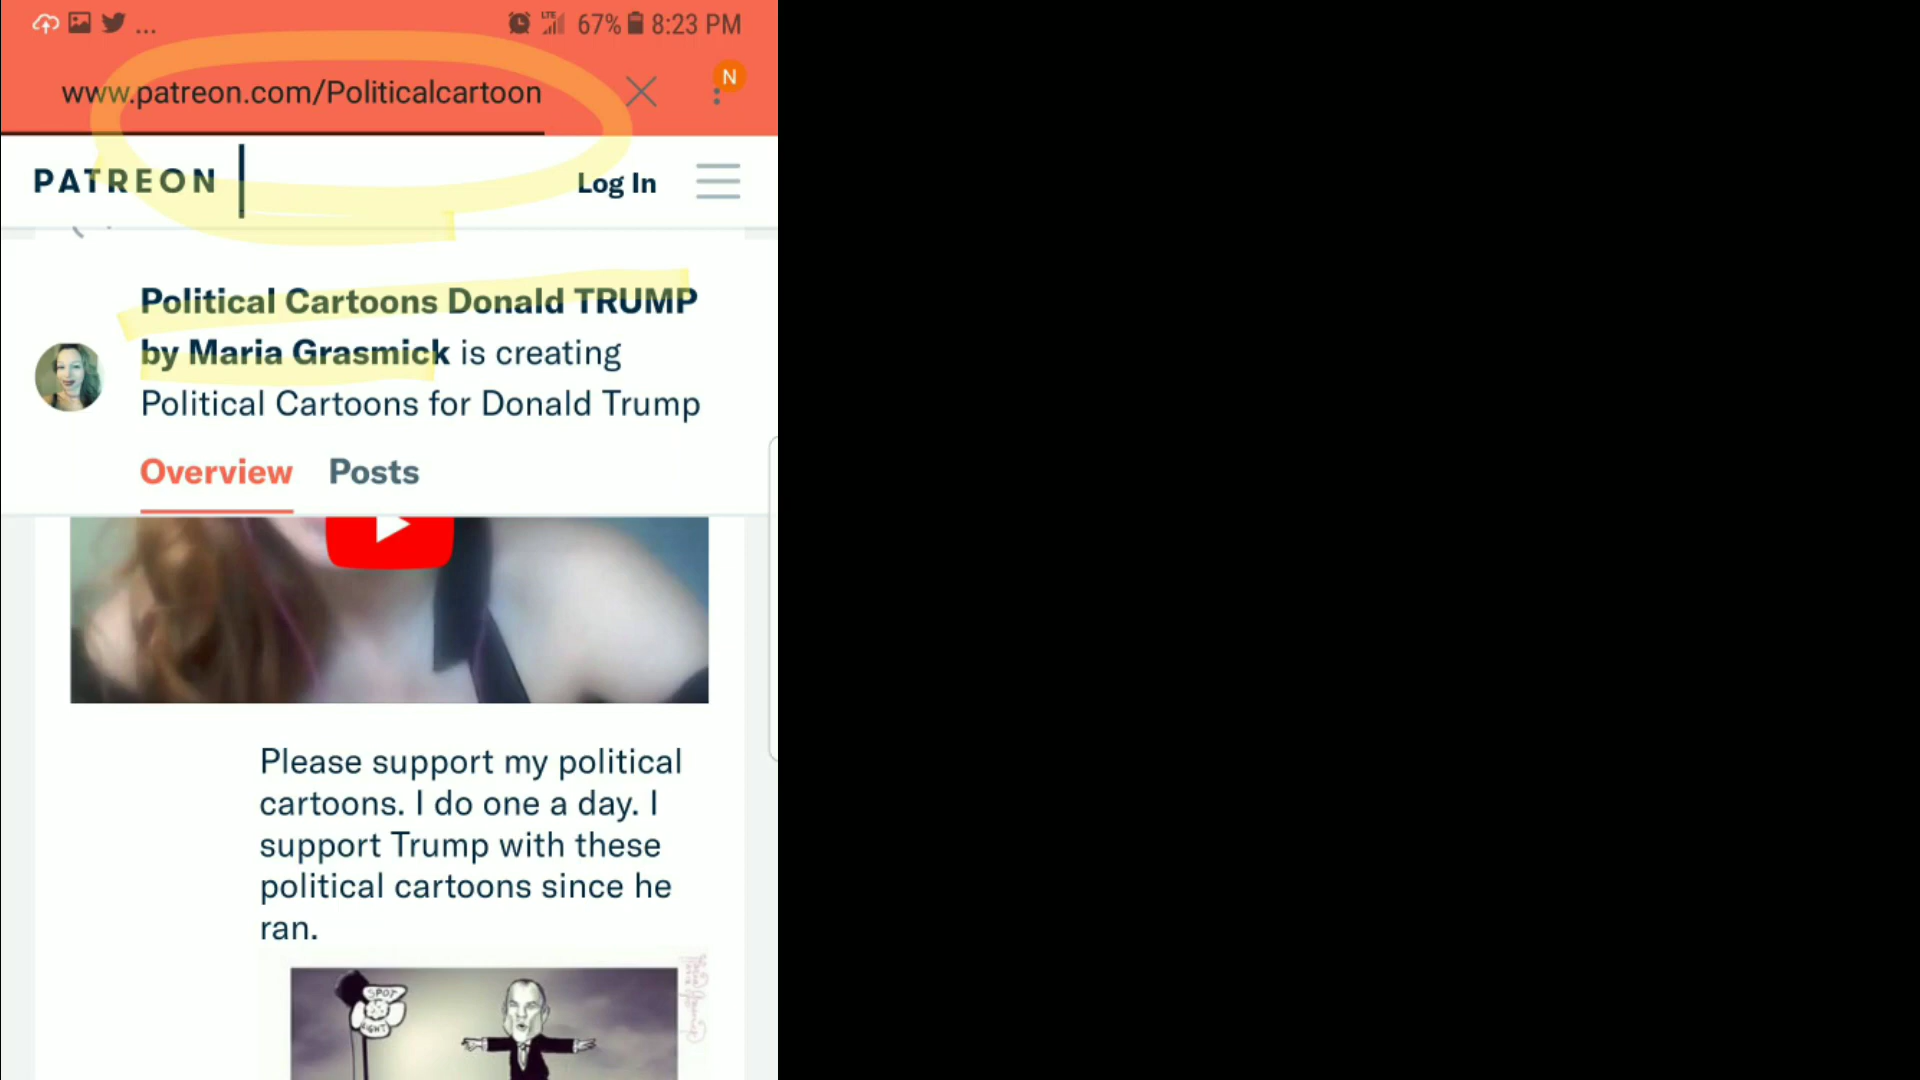 ... 67% 8:23 PM
www.patreon.com/Politicalcartoon
N
PATREON
Log In
Political Cartoons Donald TRUMP
by Maria Grasmick is creating
Political Cartoons for Donald Trump
Overview Posts
Please support my political
cartoons. I do one a day. I
support Trump with these
political cartoons since he
ran.
SPOT